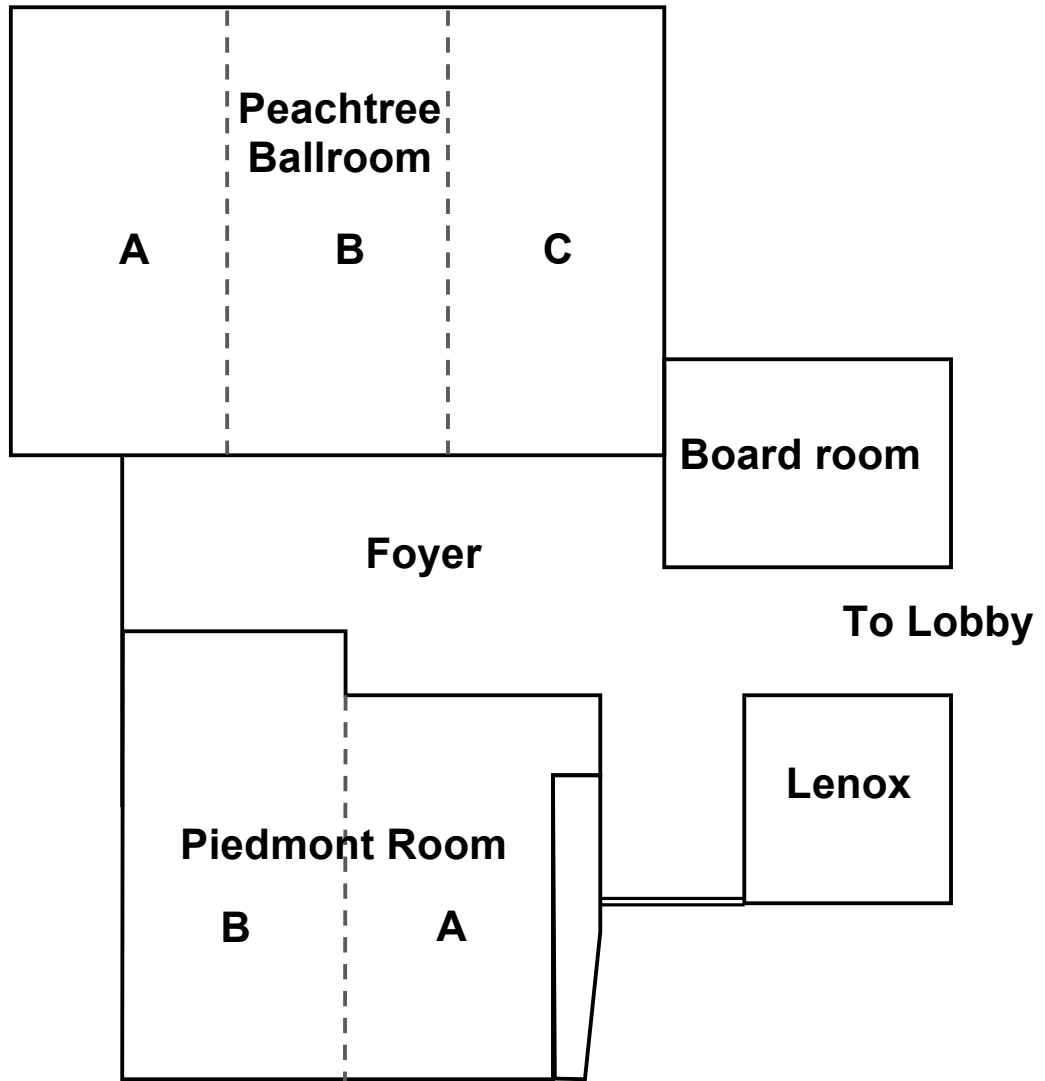 Peachtree
Ballroom
A
B
C
Board room
Foyer
To Lobby
Lenox
Piedmont Room
B
A